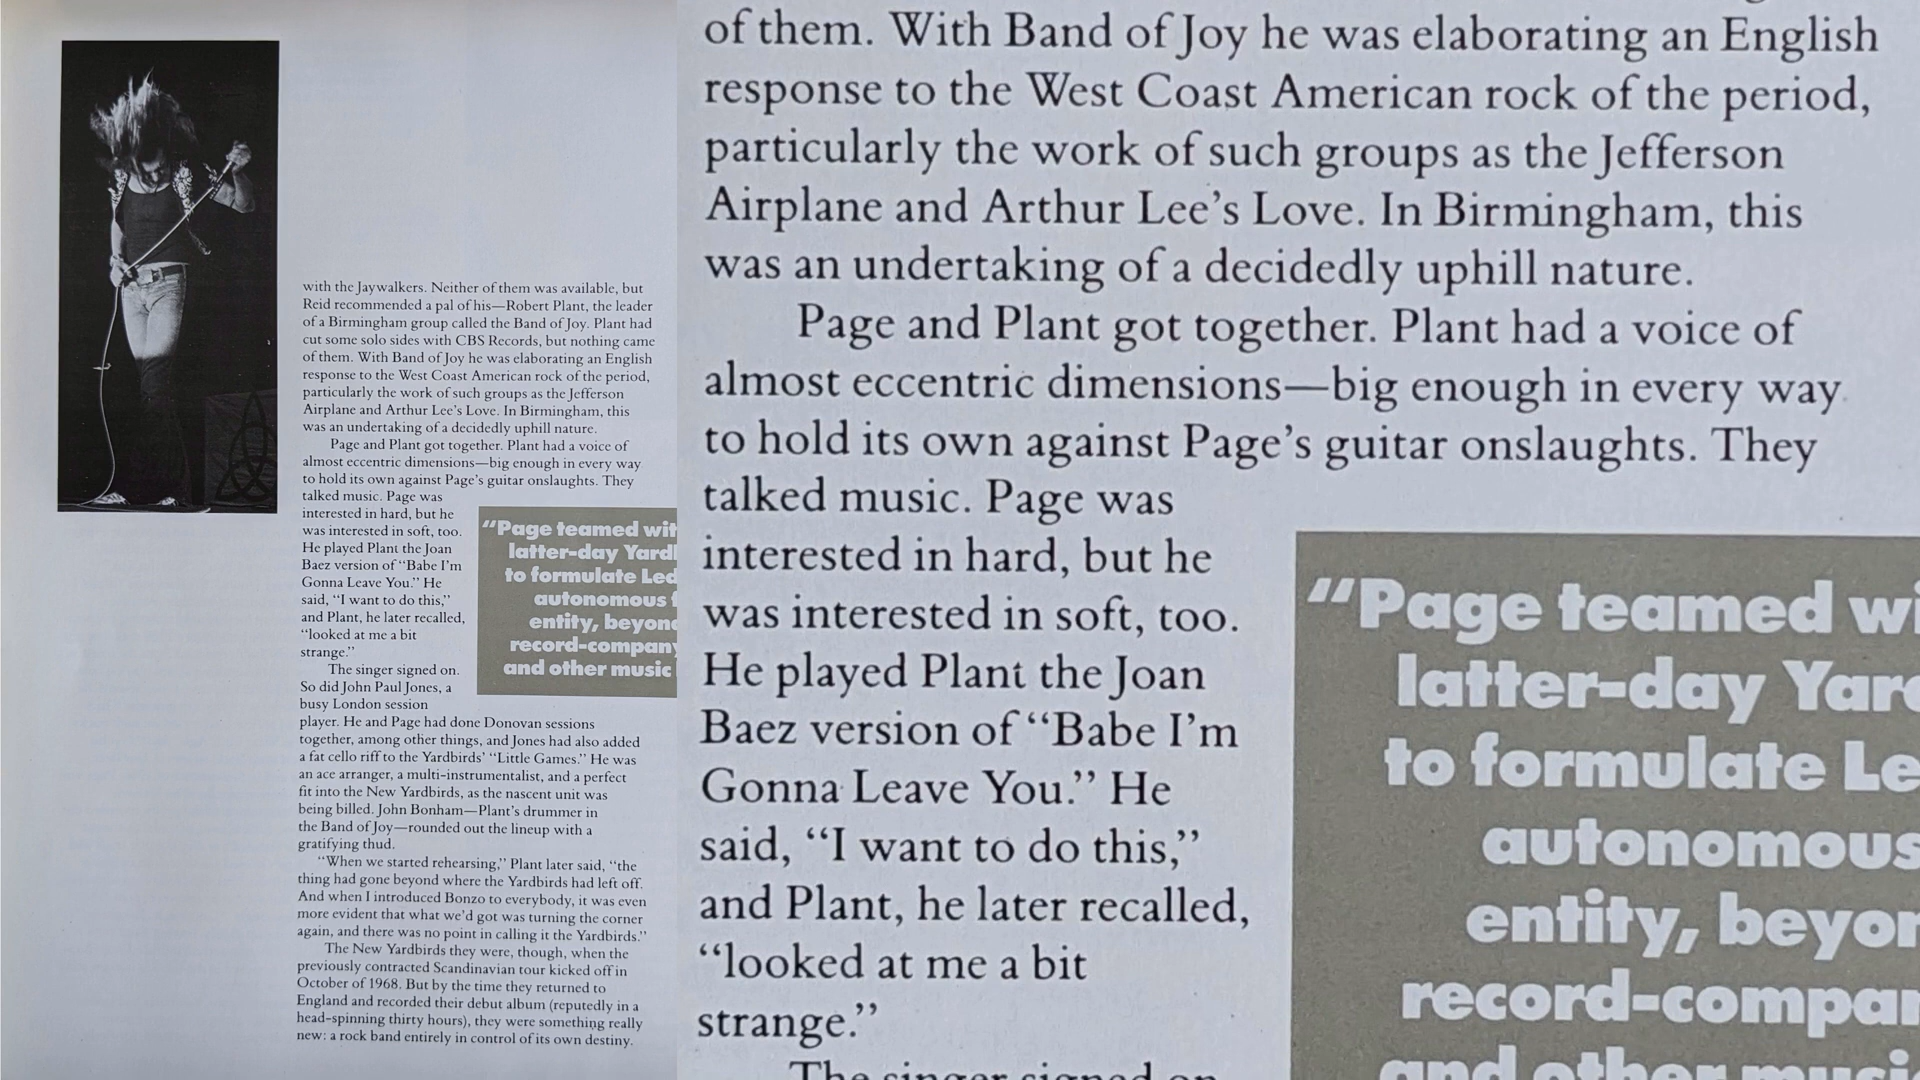 with the Jaywalkers. Neither of them was available, but
Reid recommended a pal of his—Robert Plant, the leader
of a Birmingham group called the Band of Joy. Plant had
cut some solo sides with CBS Records, but nothing came
of them. With Band of Joy he was elaborating an English
response to the West Coast American rock of the period,
particularly the work of such groups as the Jefferson
Airplane and Arthur Lee’s Love. In Birmingham, this
was an undertaking of a decidedly uphill nature.
Page and Plant got together. Plant had a voice of
almost eccentric dimensions—big enough in every way
to hold its own against Page’s guitar onslaughts. They
talked music. Page was
interested in hard, but he
was interested in soft, too.
He played Plant the Joan
Baez version of “Babe I’m
Gonna Leave You.” He
said, “I want to do this,”
and Plant, he later recalled,
“looked at me a bit
strange.”
The singer signed on.
So did John Paul Jones, a
busy London session
player. He and Page had done Donovan sessions
together, among other things, and Jones had also added
a fat cello riff to the Yardbirds’ “Little Games.” He was
an ace arranger, a multi-instrumentalist, and a perfect
fit into the New Yardbirds, as the nascent unit was
being billed. John Bonham—Plant’s drummer in
the Band of Joy—rounded out the lineup with a
gratifying thud.
“When we started rehearsing,” Plant later said, “the
thing had gone beyond where the Yardbirds had left off.
And when I introduced Bonzo to everybody, it was even
more evident that what we’d got was turning the corner
again, and there was no point in calling it the Yardbirds.”
The New Yardbirds they were, though, when the
previously contracted Scandinavian tour kicked off in
October of 1968. But by the time they returned to
England and recorded their debut album (reputedly in a
head-spinning thirty hours), they were something really
new: a rock band entirely in control of its own destiny.
“Page teamed wit
latter-day Yard
to formulate Led
autonomous
entity, beyon
record-company
and other music
of them. With Band of Joy he was elaborating an English
response to the West Coast American rock of the period,
particularly the work of such groups as the Jefferson
Airplane and Arthur Lee’s Love. In Birmingham, this
was an undertaking of a decidedly uphill nature.
Page and Plant got together. Plant had a voice of
almost eccentric dimensions—big enough in every way
to hold its own against Page’s guitar onslaughts. They
talked music. Page was
interested in hard, but he
was interested in soft, too.
He played Plant the Joan
Baez version of “Babe I’m
Gonna Leave You.” He
said, “I want to do this,”
and Plant, he later recalled,
“looked at me a bit
strange.”
The singer signed on.
“Page teamed wi
latter-day Yar
to formulate Le
autonomous
entity, beyon
record-compan
and other music